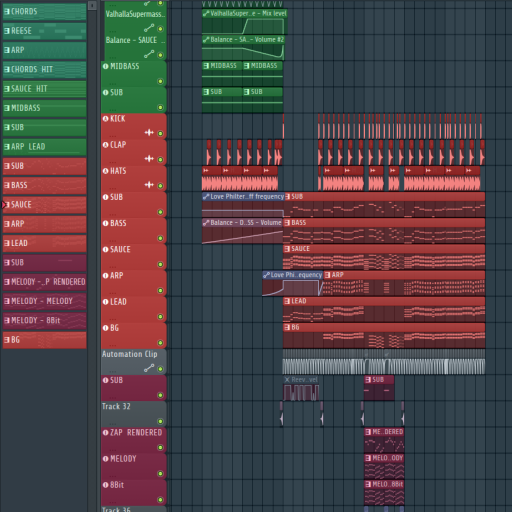 CHORDS
REESE
ARP
CHORDS HIT
SAUCE HIT
MIDBASS
SUB
ARP LEAD
SUB
BASS
SAUCE
ARP
LEAD
SUB
MELODY -_P RENDERED
MELODY - MELODY
MELODY - 8Bit
BG
ValhallaSupermass..
ValhallaSuper…e - Mix level
Balance - SAUCE ..
Balance - SA.. - Volume #2
MIDBASS
MIDBASS
MIDBASS
SUB
SUB
SUB
KICK
CLAP
HATS
SUB
Love Philter…ff frequency
SUB
BASS
Balance - B..SS - Volume
BASS
SAUCE
SAUCE
ARP
Love Phi..equency
ARP
LEAD
LEAD
BG
BG
Automation Clip
SUB
SUB
Track 32
ZAP RENDERED
ME..DERED
MELODY
MELO..ODY
8Bit
MELO..8Bit
Track 36